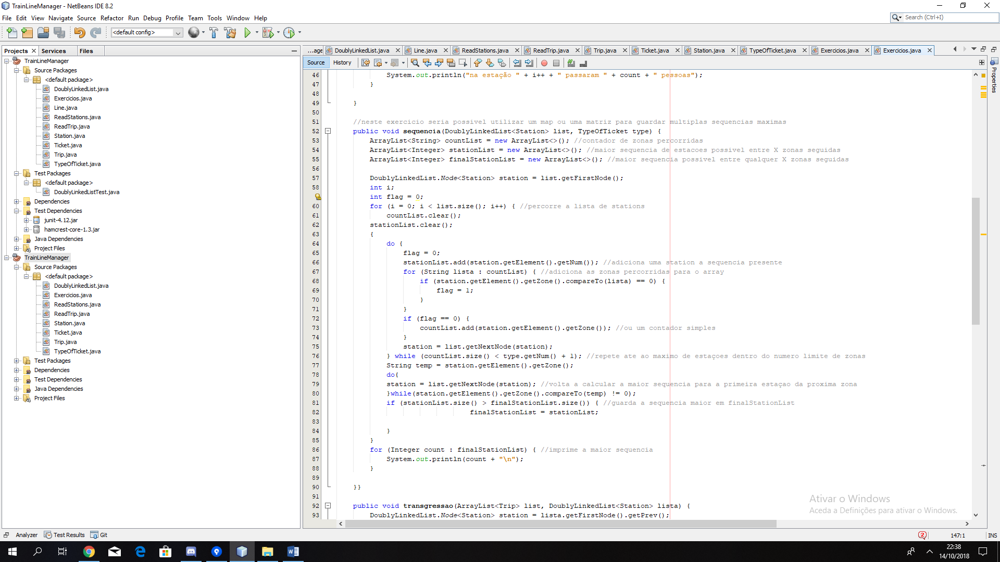 TrainLineManager - NetBeans IDE 8.2
File Edit View Navigate Source Refactor Run Debug Profile Team Tools Window Help
Search (Ctrl+I)
<default config>
Projects Services Files
TrainLineManager
Source Packages
<default package>
DoublyLinkedList.java
Exercicios.java
Line.java
ReadStations.java
ReadTrip.java
Station.java
Ticket.java
Trip.java
TypeOfTicket.java
Test Packages
<default package>
DoublyLinkedListTest.java
Dependencies
Test Dependencies
junit-4.12.jar
hamcrest-core-1.3.jar
Java Dependencies
Project Files
TrainLineManager
Source Packages
<default package>
DoublyLinkedList.java
Exercicios.java
ReadStations.java
ReadTrip.java
Station.java
Ticket.java
Trip.java
TypeOfTicket.java
Test Packages
Dependencies
Test Dependencies
Java Dependencies
Project Files
...age DoublyLinkedList.java Line.java ReadStations.java ReadTrip.java Trip.java Ticket.java Station.java TypeOfTicket.java Exercicios.java Exercicios.java
Source History
Properties
46 System.out.println("na estação " + i++ + " passaram " + count + " pessoas");
47 }
48
49 }
50
51 //neste exercicio seria possivel utilizar um map ou uma matriz para guardar multiplas sequencias maximas
52 public void sequencia(DoublyLinkedList<Station> list, TypeOfTicket type) {
53 ArrayList<String> countList = new ArrayList<>(); //contador de zonas percorridas
54 ArrayList<Integer> stationList = new ArrayList<>(); //maior sequencia de estacoes possivel entre X zonas seguidas
55 ArrayList<Integer> finalStationList = new ArrayList<>(); //maior sequencia possivel entre qualquer X zonas seguidas
56
57 DoublyLinkedList.Node<Station> station = list.getFirstNode();
58 int i;
int flag = 0;
60 for (i = 0; i < list.size(); i++) { //percorre a lista de stations
61 countList.clear();
62 stationList.clear();
63 {
64 do {
65 flag = 0;
66 stationList.add(station.getElement().getNum()); //adiciona uma station a sequencia presente
67 for (String lista : countList) { //adiciona as zonas percorridas para o array
68 if (station.getElement().getZone().compareTo(lista) == 0) {
69 flag = 1;
70 }
71 }
72 if (flag == 0) {
73 countList.add(station.getElement().getZone()); //ou um contador simples
74 }
75 station = list.getNextNode(station);
76 } while (countList.size() < type.getNum() + 1); //repete ate ao maximo de estaçoes dentro do numero limite de zonas
77 String temp = station.getElement().getZone();
78 do{
79 station = list.getNextNode(station); //volta a calcular a maior sequencia para a primeira estaçao da proxima zona
80 }while(station.getElement().getZone().compareTo(temp) != 0);
81 if (stationList.size() > finalStationList.size()) { //guarda a sequencia maior em finalStationList
82 finalStationList = stationList;
83
84 }
85 }
86 for (Integer count : finalStationList) { //imprime a maior sequencia
87 System.out.println(count + "\n");
88 }
89
90 }}
91
92 public void transgressao(ArrayList<Trip> list, DoublyLinkedList<Station> lista) {
93 DoublyLinkedList.Node<Station> station = lista.getFirstNode().getPrev();
Ativar o Windows
Aceda a Definições para ativar o Windows.
Analyzer Test Results Git
2 147:1 INS
22:38
14/10/2018